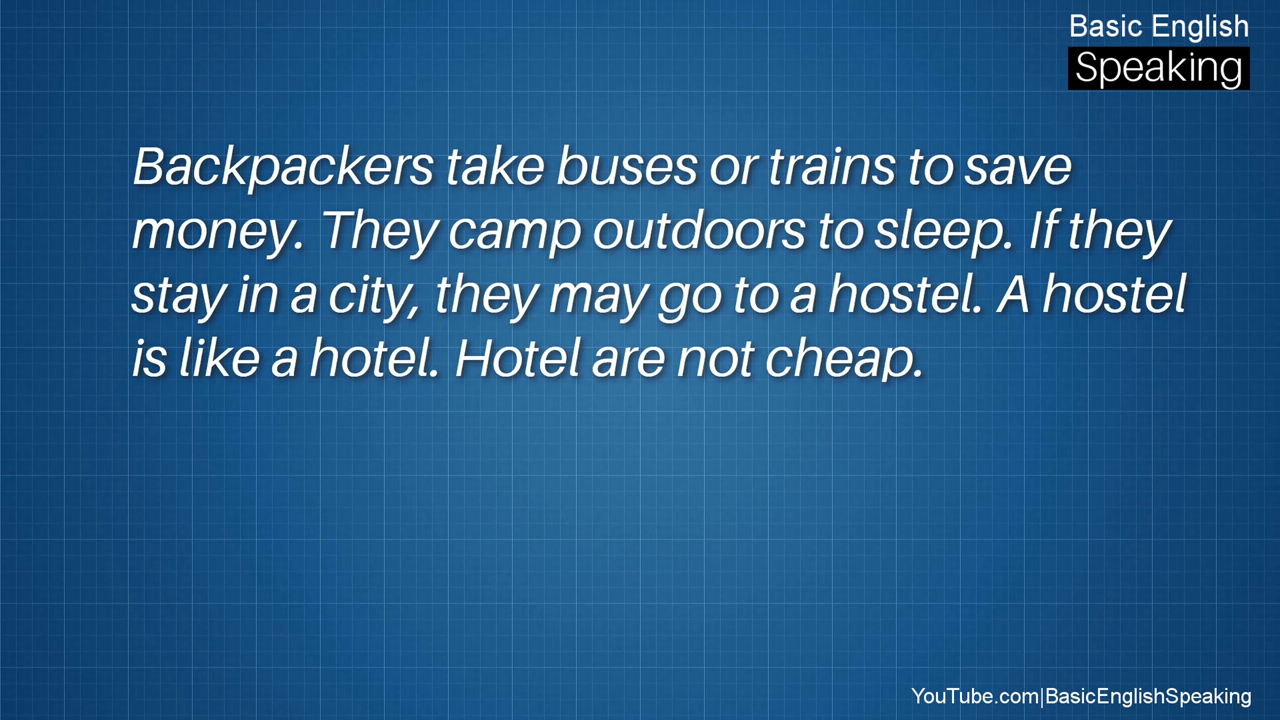 Basic English
Speaking
Backpackers take buses or trains to save
money. They camp outdoors to sleep. If they
stay in a city, they may go to a hostel. A hostel
is like a hotel. Hotel are not cheap.
YouTube.com|BasicEnglishSpeaking